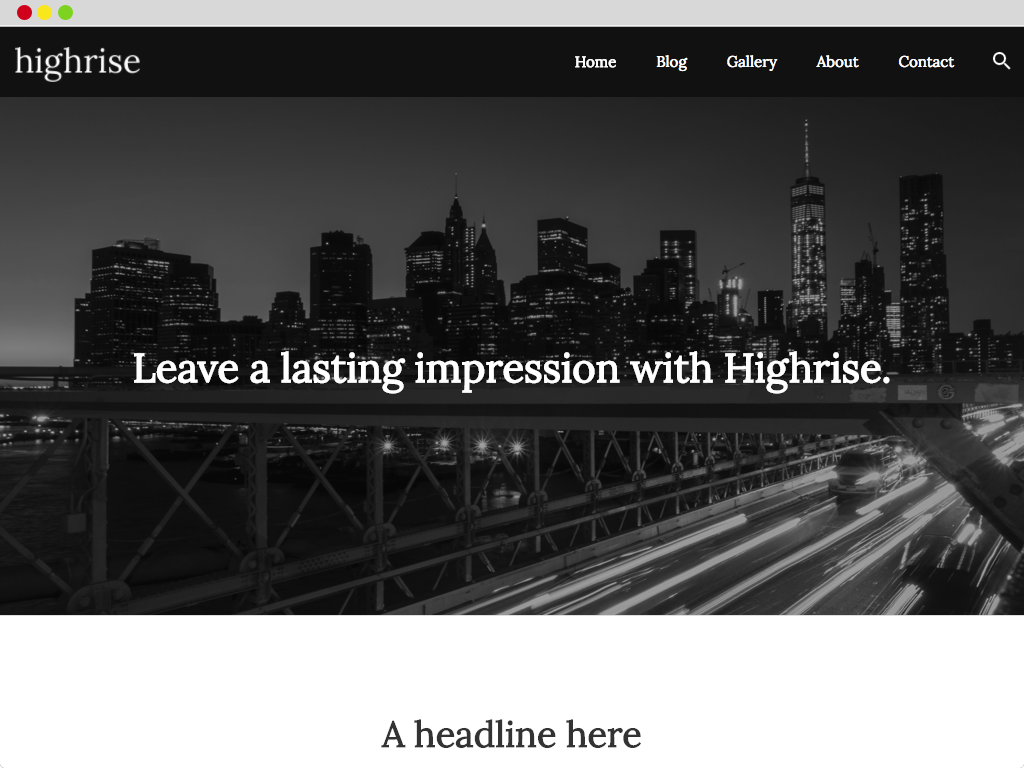 highrise
Home Blog Gallery About Contact
Leave a lasting impression with Highrise.
A headline here